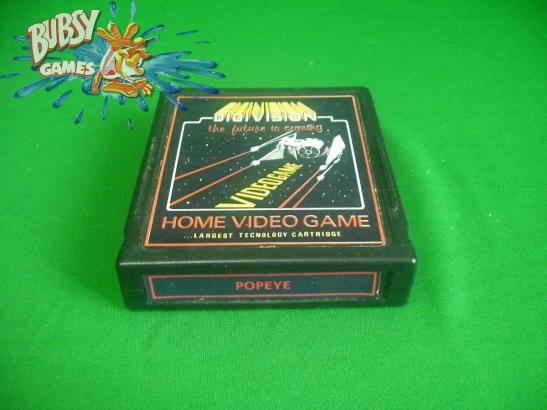 BUBSY
GAMES
DIGIVISION
the future is coming
VIDEOGAME
HOME VIDEO GAME
...LARGEST TECNOLOGY CARTRIDGE
POPEYE